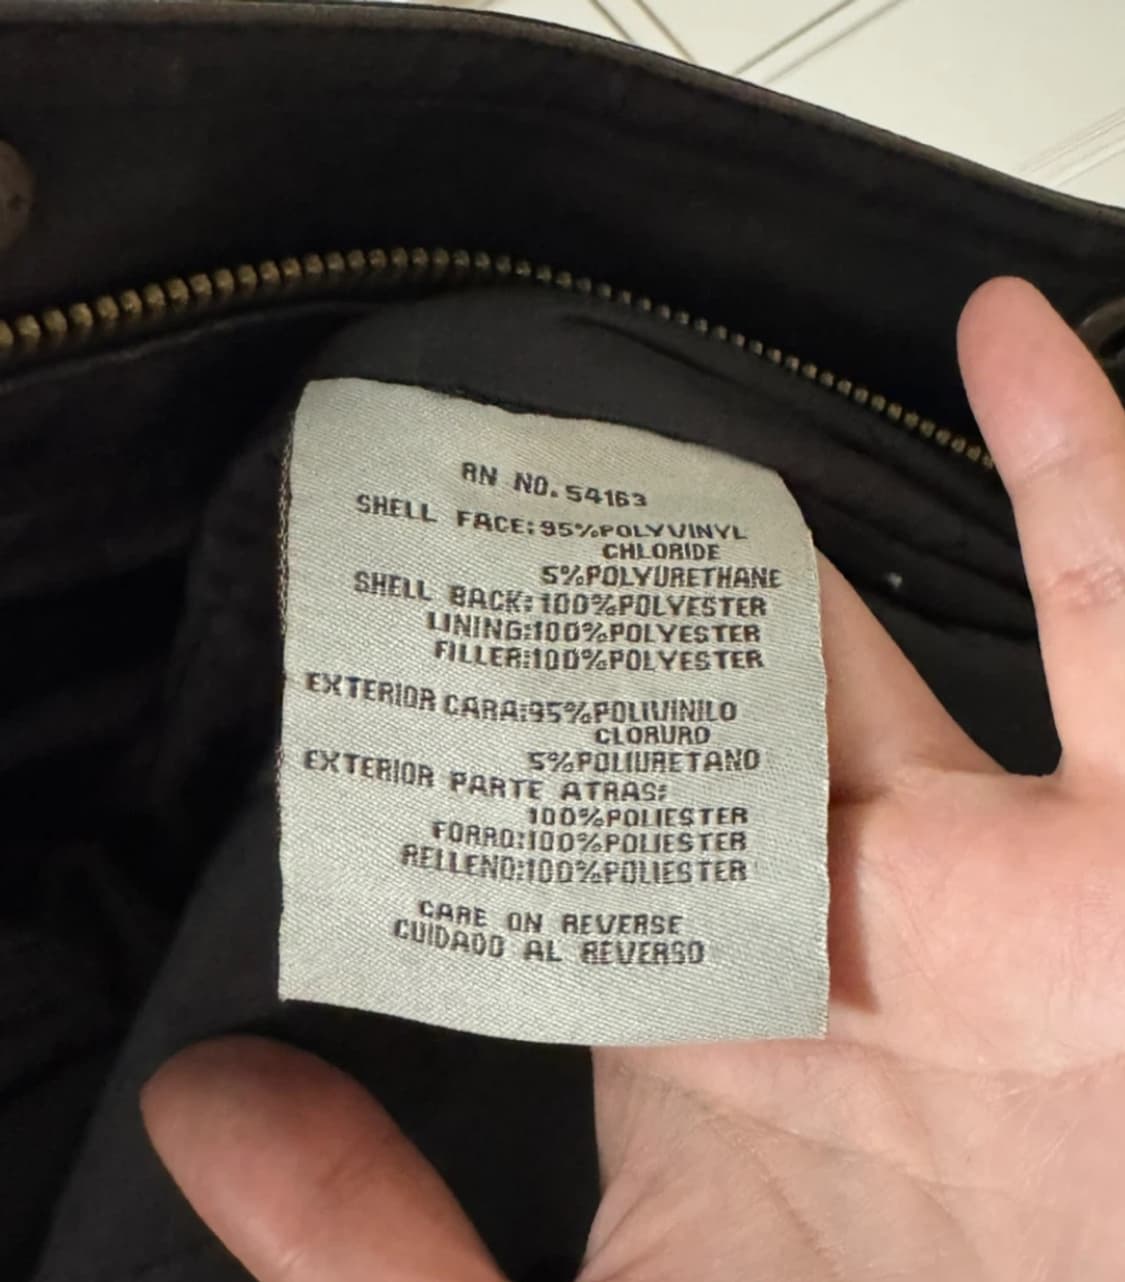 RN NO. 54163
SHELL FACE: 95%POLYVINYL
CHLORIDE
5%POLYURETHANE
SHELL BACK: 100%POLYESTER
LINING:100%POLYESTER
FILLER:100%POLYESTER
EXTERIOR CARA:95%POLIVINILO
CLORURO
5%POLIURETANO
EXTERIOR PARTE ATRAS:
100%POLIESTER
FORRO:100%POLIESTER
RELLENO:100%POLIESTER
CARE ON REVERSE
CUIDADO AL REVERSO